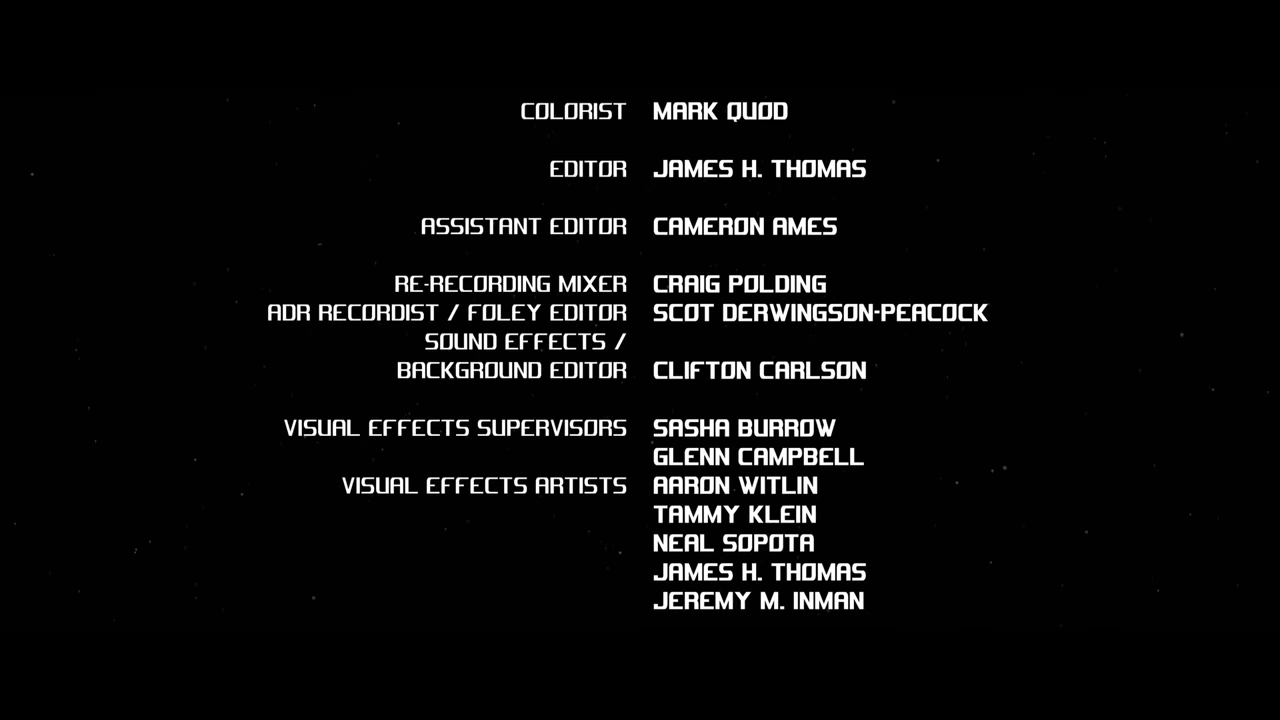 COLORIST MARK QUOD
EDITOR JAMES H. THOMAS
ASSISTANT EDITOR CAMERON AMES
RE-RECORDING MIXER CRAIG POLDING
ADR RECORDIST / FOLEY EDITOR SCOT DERWINGSON-PEACOCK
SOUND EFFECTS /
BACKGROUND EDITOR CLIFTON CARLSON
VISUAL EFFECTS SUPERVISORS SASHA BURROW
GLENN CAMPBELL
VISUAL EFFECTS ARTISTS AARON WITLIN
TAMMY KLEIN
NEAL SOPOTA
JAMES H. THOMAS
JEREMY M. INMAN